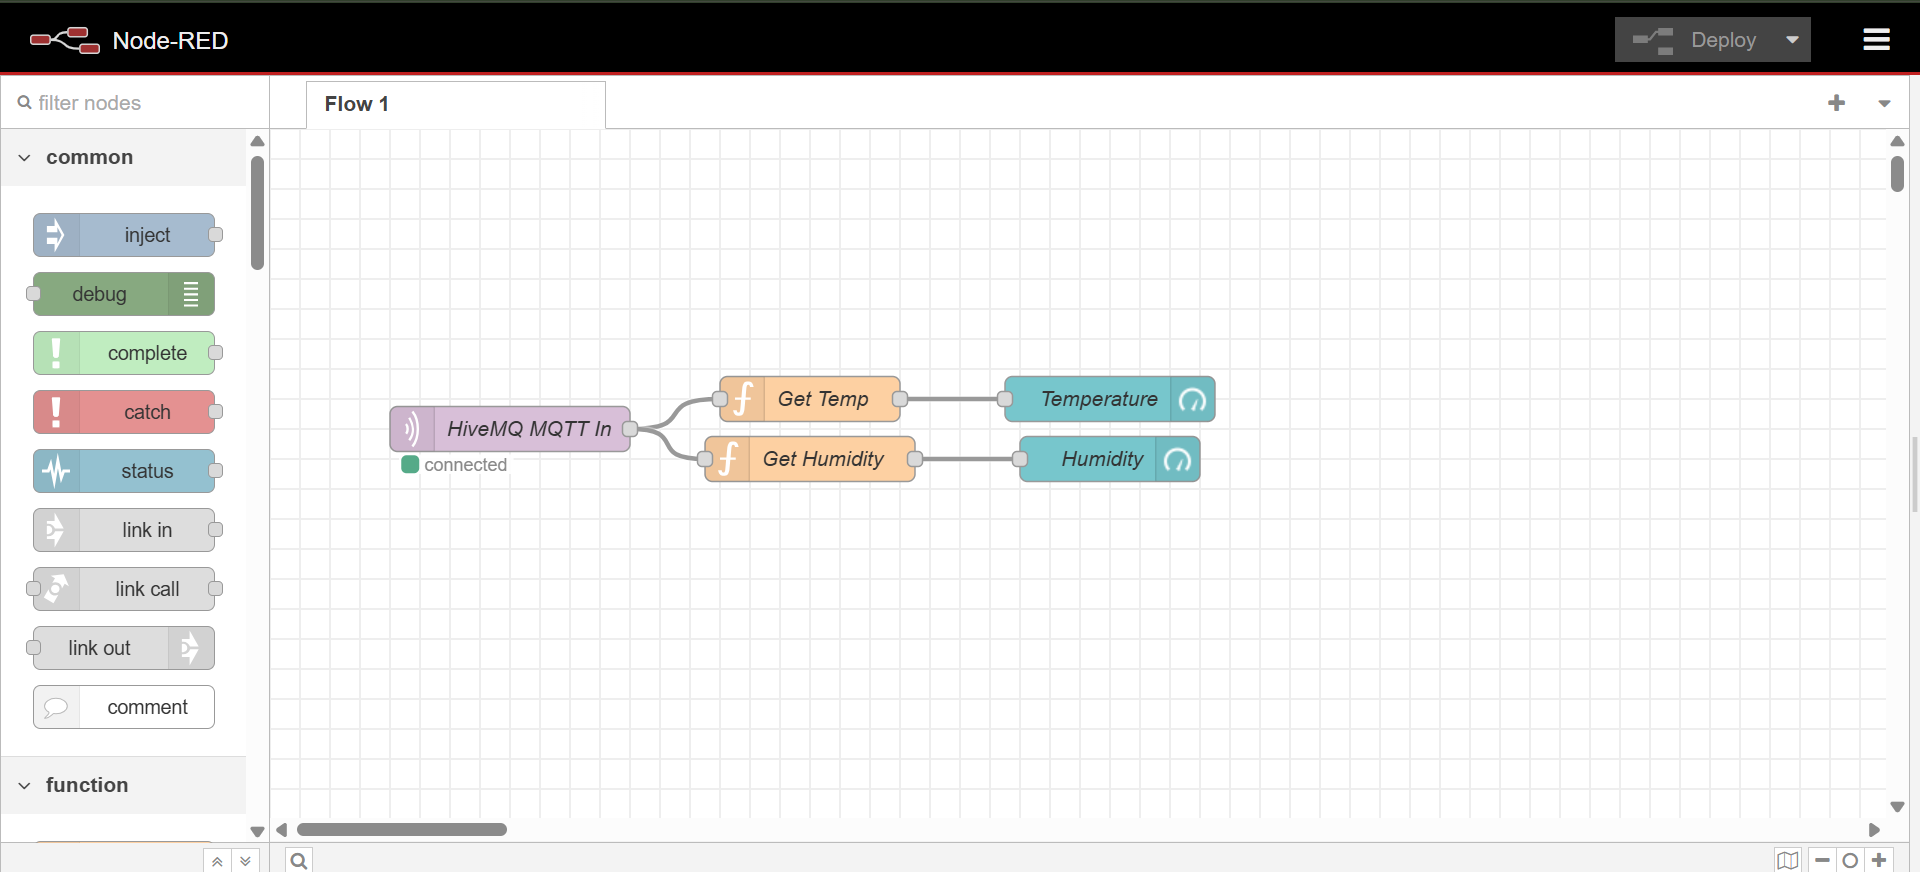 Node-RED
Deploy
filter nodes
Flow 1
common
inject
debug
complete
catch
status
link in
link call
link out
comment
function
HiveMQ MQTT In
connected
Get Temp
Temperature
Get Humidity
Humidity